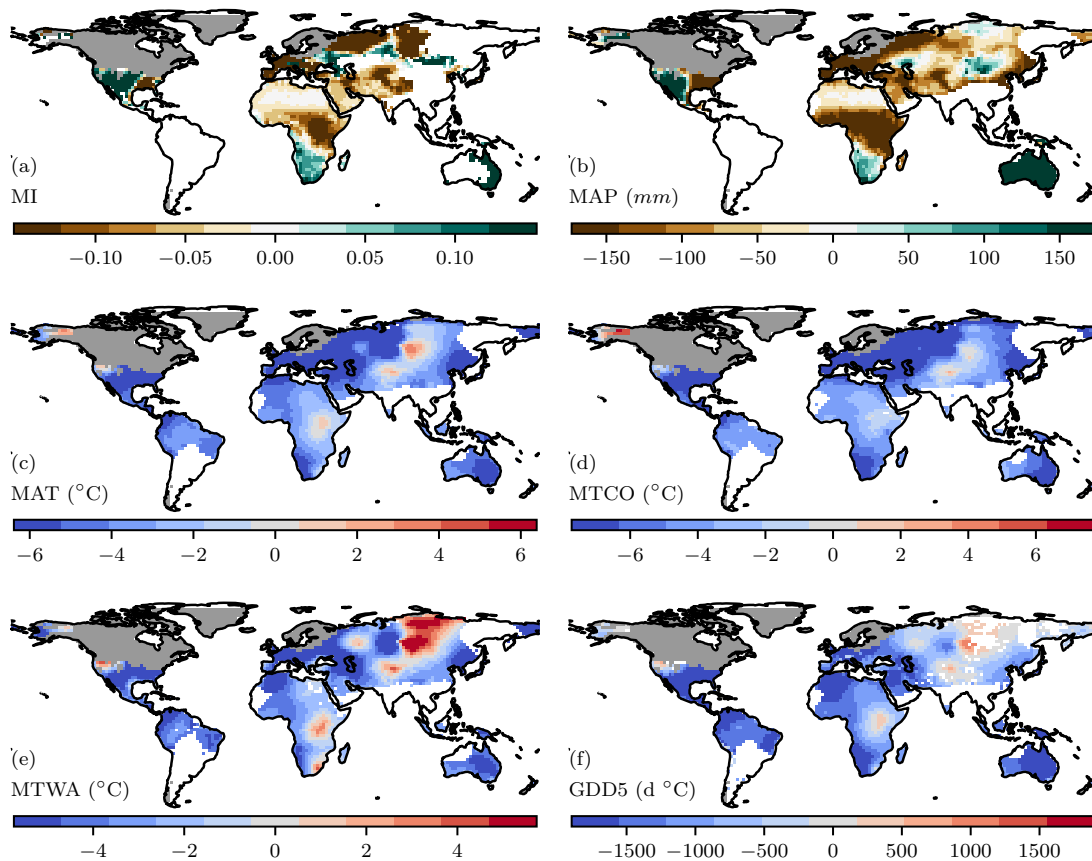 (a)
MI
−0.10 −0.05 0.00 0.05 0.10
(b)
MAP (mm)
−150 −100 −50 0 50 100 150
(c)
MAT (°C)
−6 −4 −2 0 2 4 6
(d)
MTCO (°C)
−6 −4 −2 0 2 4 6
(e)
MTWA (°C)
−4 −2 0 2 4
(f)
GDD5 (d °C)
−1500 −1000 −500 0 500 1000 1500